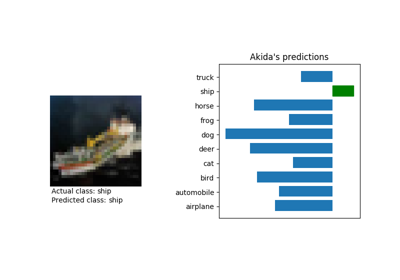 Akida's predictions
truck
ship
horse
frog
dog
deer
cat
bird
automobile
airplane
Actual class: ship
Predicted class: ship